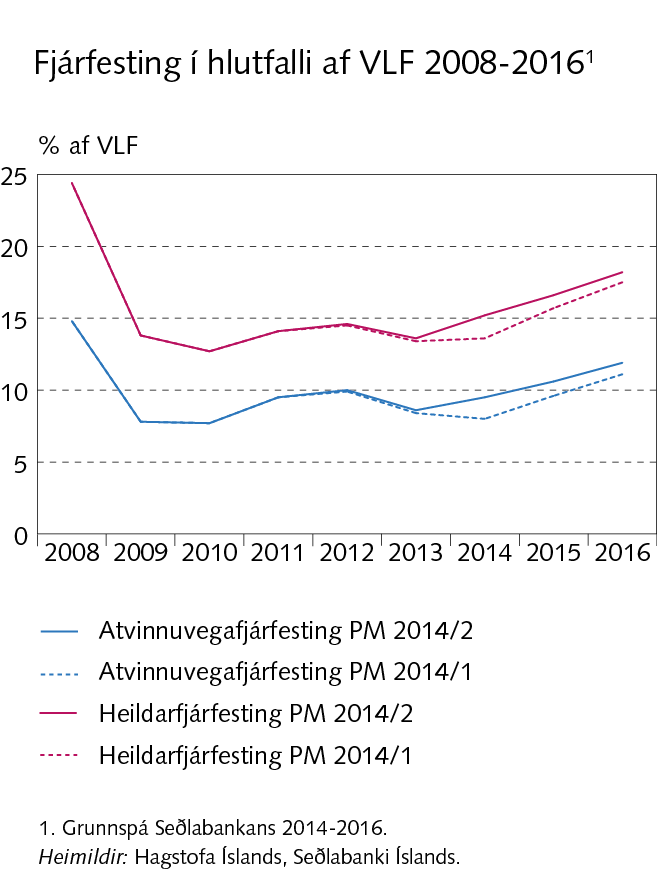 Fjárfesting í hlutfalli af VLF 2008-2016¹
% af VLF
25
20
15
10
5
0
2008 2009 2010 2011 2012 2013 2014 2015 2016
Atvinnuvegafjárfesting PM 2014/2
Atvinnuvegafjárfesting PM 2014/1
Heildarfjárfesting PM 2014/2
Heildarfjárfesting PM 2014/1
1. Grunnspá Seðlabankans 2014-2016.
Heimildir: Hagstofa Íslands, Seðlabanki Íslands.